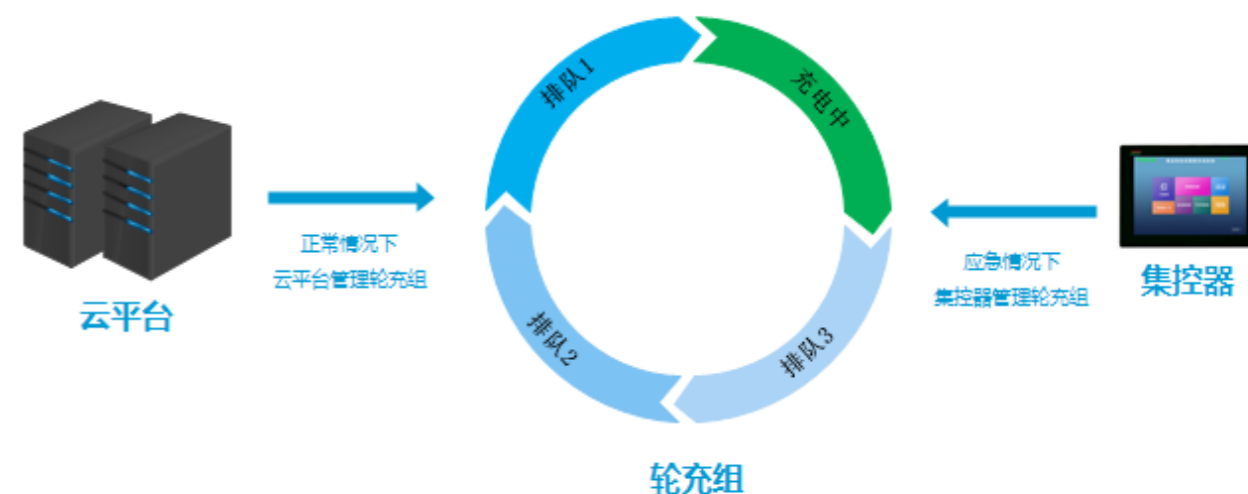 排队1
充电中
正常情况下
云平台管理轮充组
云平台
应急情况下
集控器管理轮充组
集控器
排队2
排队3
轮充组